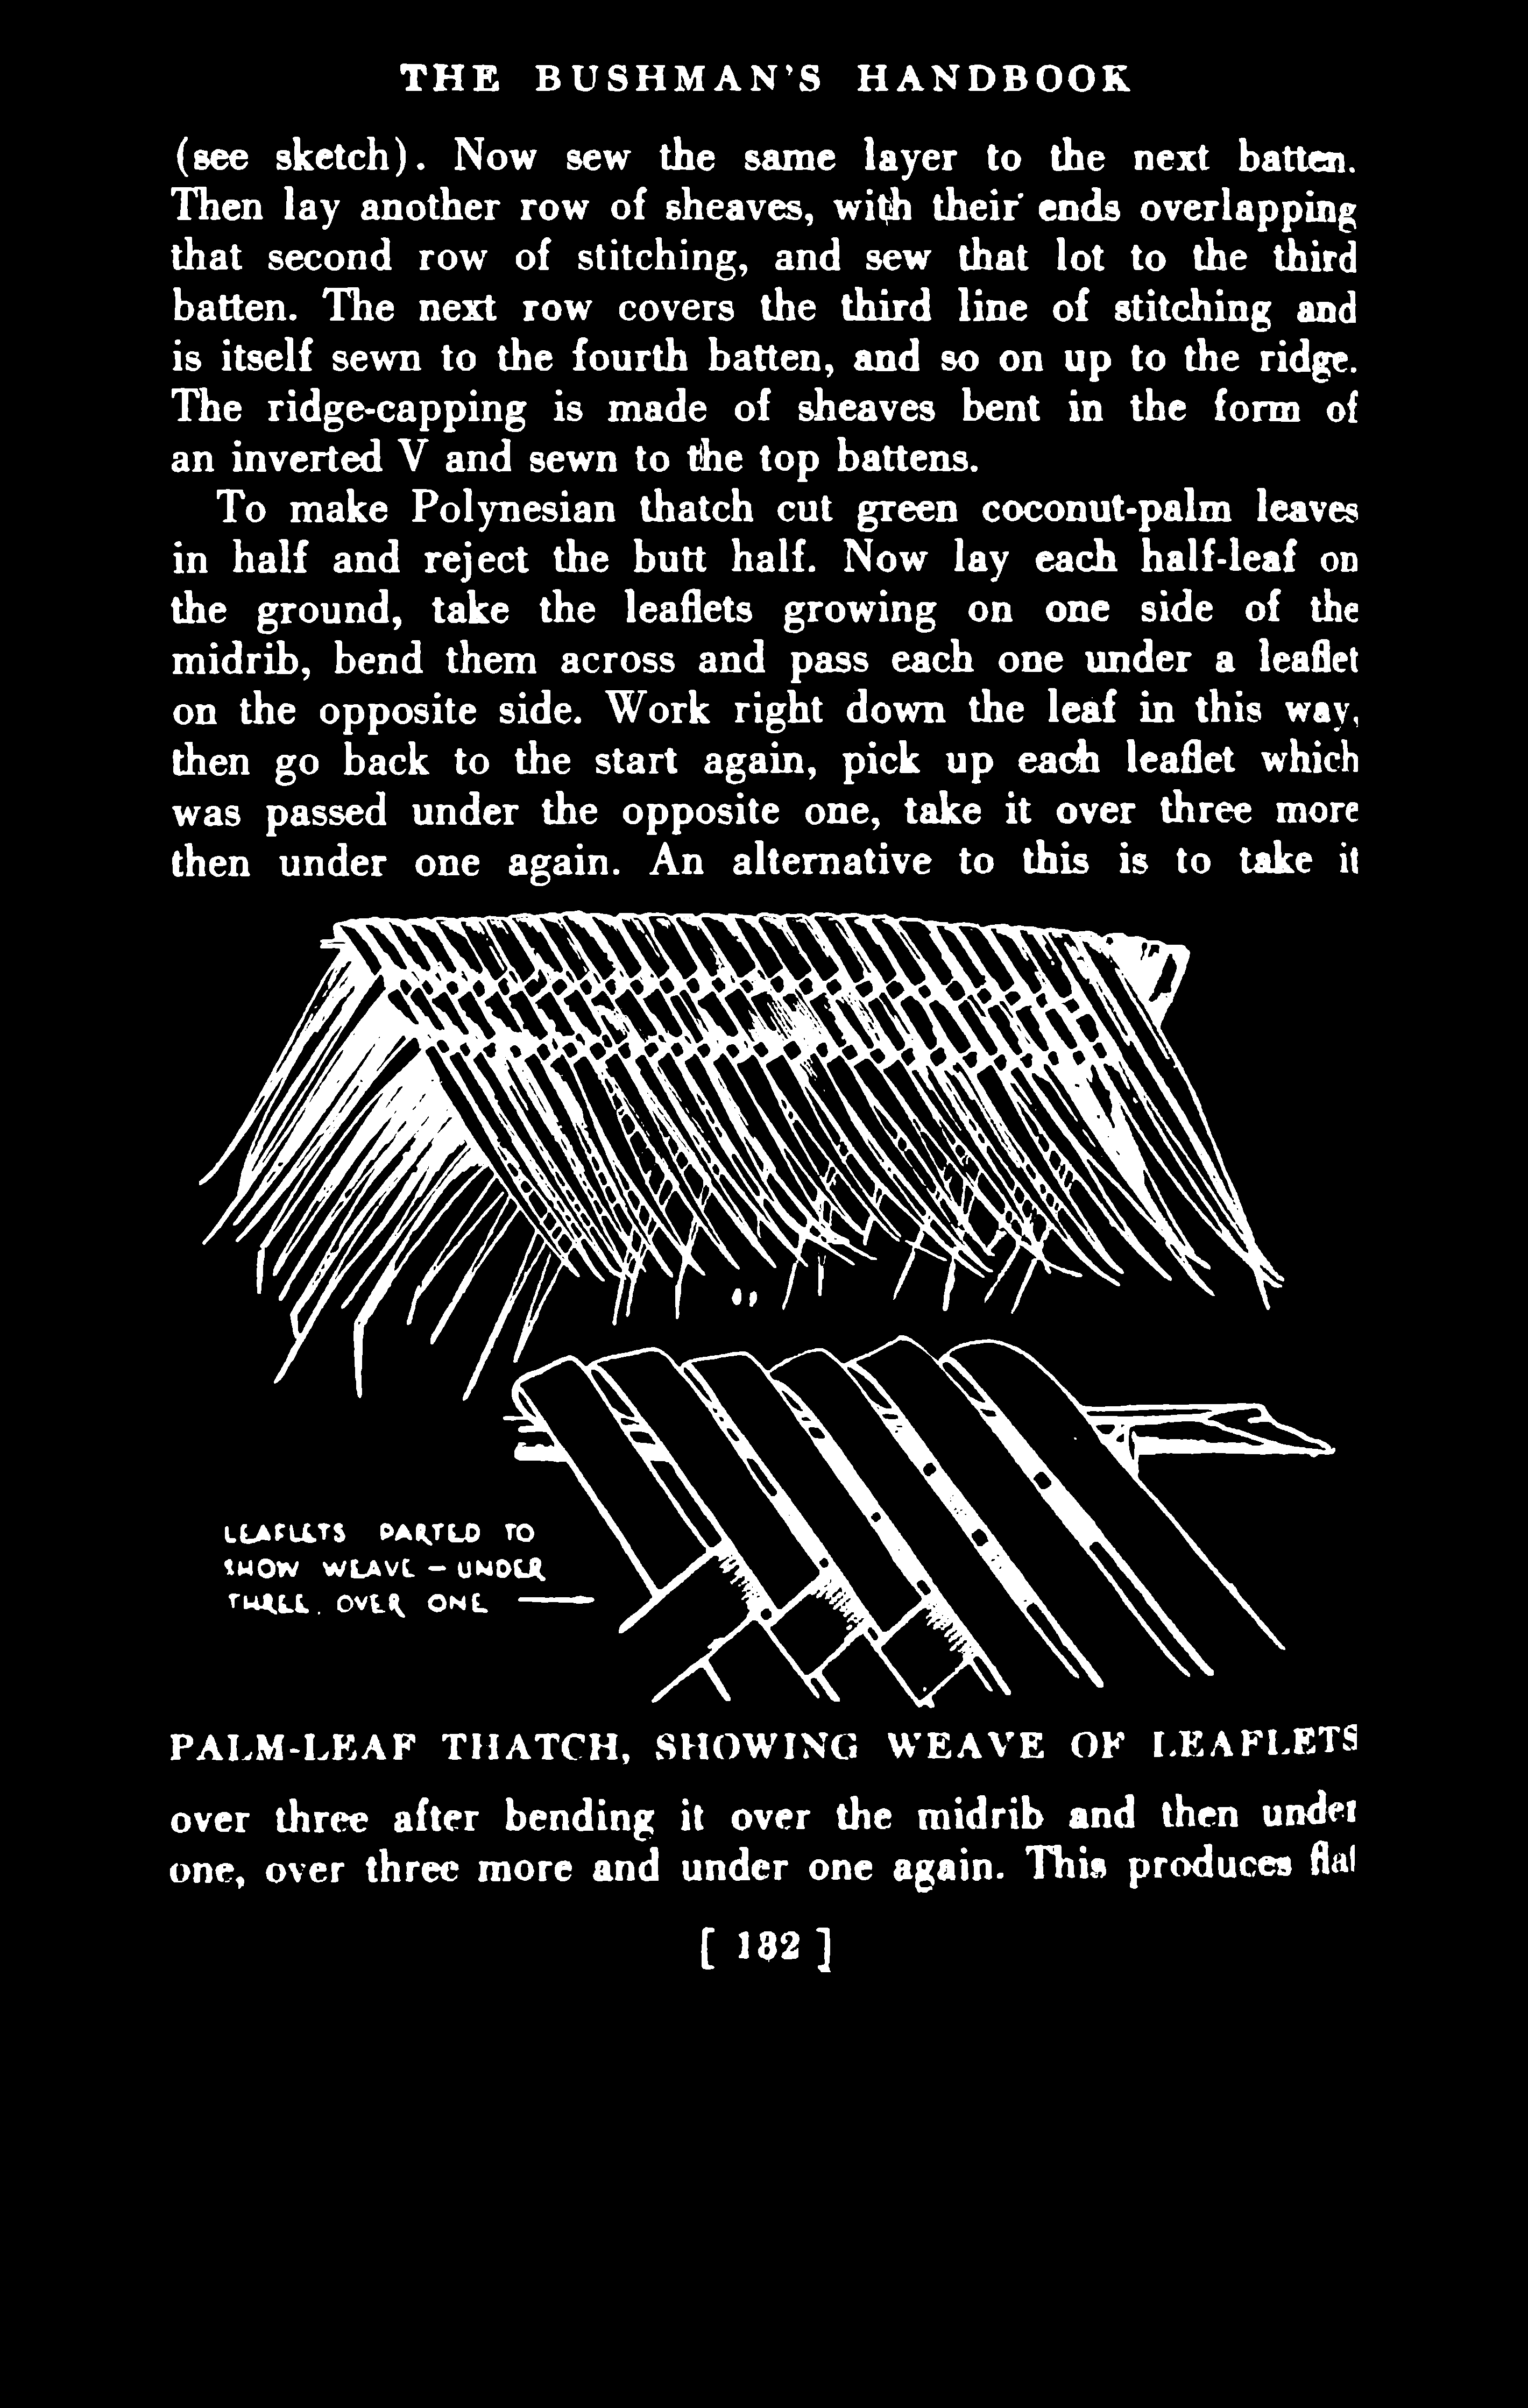 THE BUSHMAN'S HANDBOOK
(see sketch). Now sew the same layer to the next batten.
Then lay another row of sheaves, with their ends overlapping
that second row of stitching, and sew that lot to the third
batten. The next row covers the third line of stitching and
is itself sewn to the fourth batten, and so on up to the ridge.
The ridge-capping is made of sheaves bent in the form of
an inverted V and sewn to the top battens.
To make Polynesian thatch cut green coconut-palm leaves
in half and reject the butt half. Now lay each half-leaf on
the ground, take the leaflets growing on one side of the
midrib, bend them across and pass each one under a leaflet
on the opposite side. Work right down the leaf in this way,
then go back to the start again, pick up each leaflet which
was passed under the opposite one, take it over three more
then under one again. An alternative to this is to take it
LEAFLETS PARTED TO
SHOW WEAVE – UNDER
THREE. OVER ONE
PALM-LEAF THATCH, SHOWING WEAVE OF LEAFLETS
over three after bending it over the midrib and then under
one, over three more and under one again. This produces flat
[ 132 ]